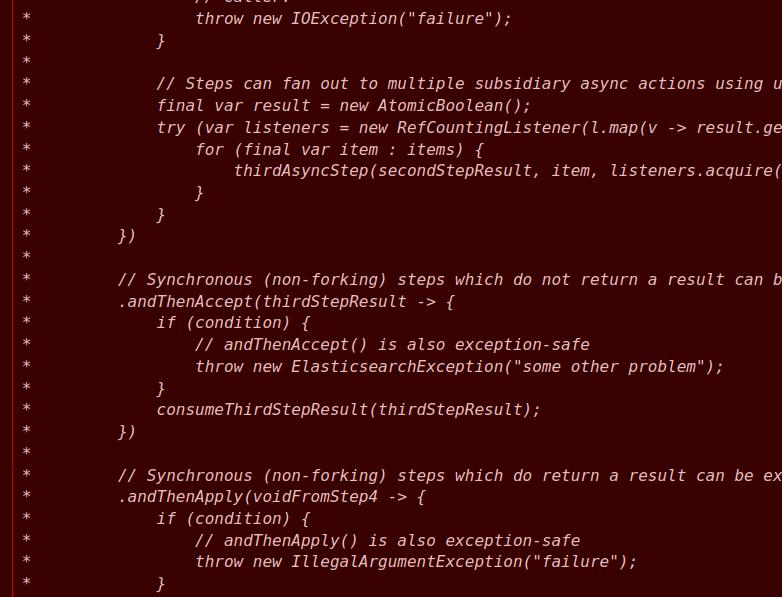 * // caller.
* throw new IOException("failure");
* }
*
* // Steps can fan out to multiple subsidiary async actions using
* final var result = new AtomicBoolean();
* try (var listeners = new RefCountingListener(l.map(v -> result.ge
* for (final var item : items) {
* thirdAsyncStep(secondStepResult, item, listeners.acquire(
* }
* }
* })
*
* // Synchronous (non-forking) steps which do not return a result can b
* .andThenAccept(thirdStepResult -> {
* if (condition) {
* // andThenAccept() is also exception-safe
* throw new ElasticsearchException("some other problem");
* }
* consumeThirdStepResult(thirdStepResult);
* })
*
* // Synchronous (non-forking) steps which do return a result can be ex
* .andThenApply(voidFromStep4 -> {
* if (condition) {
* // andThenApply() is also exception-safe
* throw new IllegalArgumentException("failure");
* }